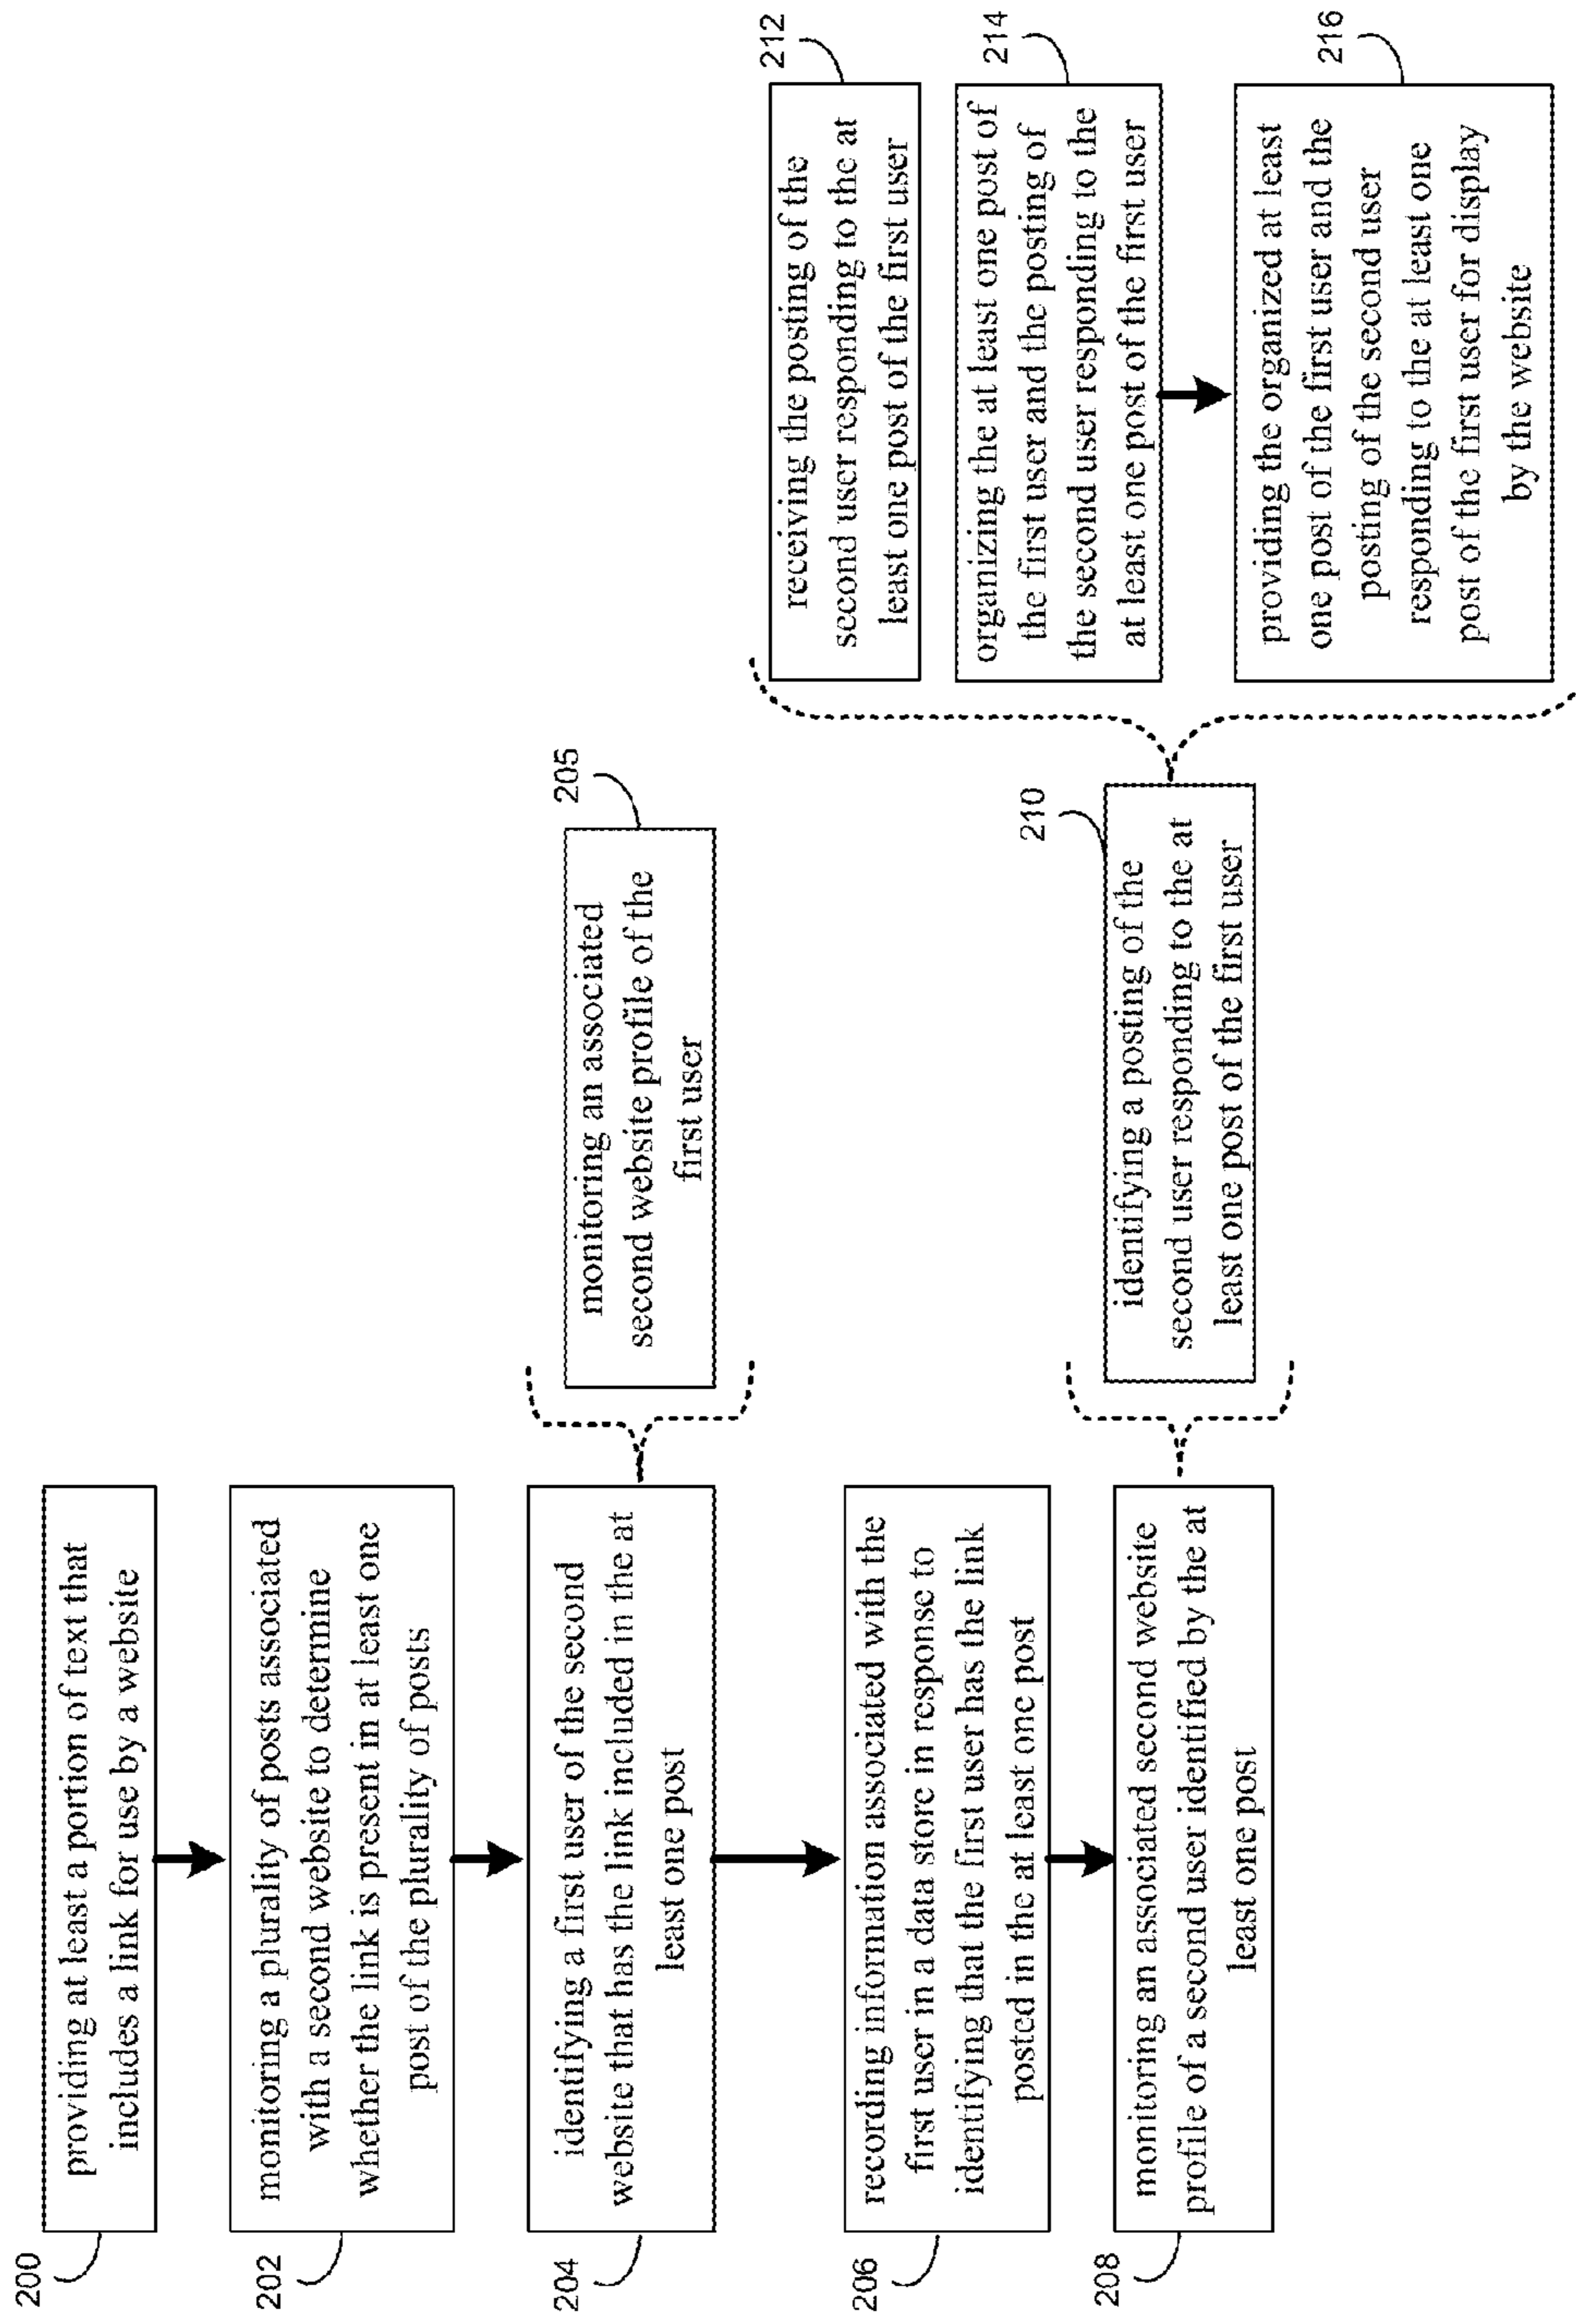 200
providing at least a portion of text that
includes a link for use by a website
202
monitoring a plurality of posts associated
with a second website to determine
whether the link is present in at least one
post of the plurality of posts
204
identifying a first user of the second
website that has the link included in the at
least one post
205
monitoring an associated
second website profile of the
first user
206
recording information associated with the
first user in a data store in response to
identifying that the first user has the link
posted in the at least one post
208
monitoring an associated second website
profile of a second user identified by the at
least one post
210
identifying a posting of the
second user responding to the at
least one post of the first user
212
receiving the posting of the
second user responding to the at
least one post of the first user
214
organizing the at least one post of
the first user and the posting of
the second user responding to the
at least one post of the first user
216
providing the organized at least
one post of the first user and the
posting of the second user
responding to the at least one
post of the first user for display
by the website